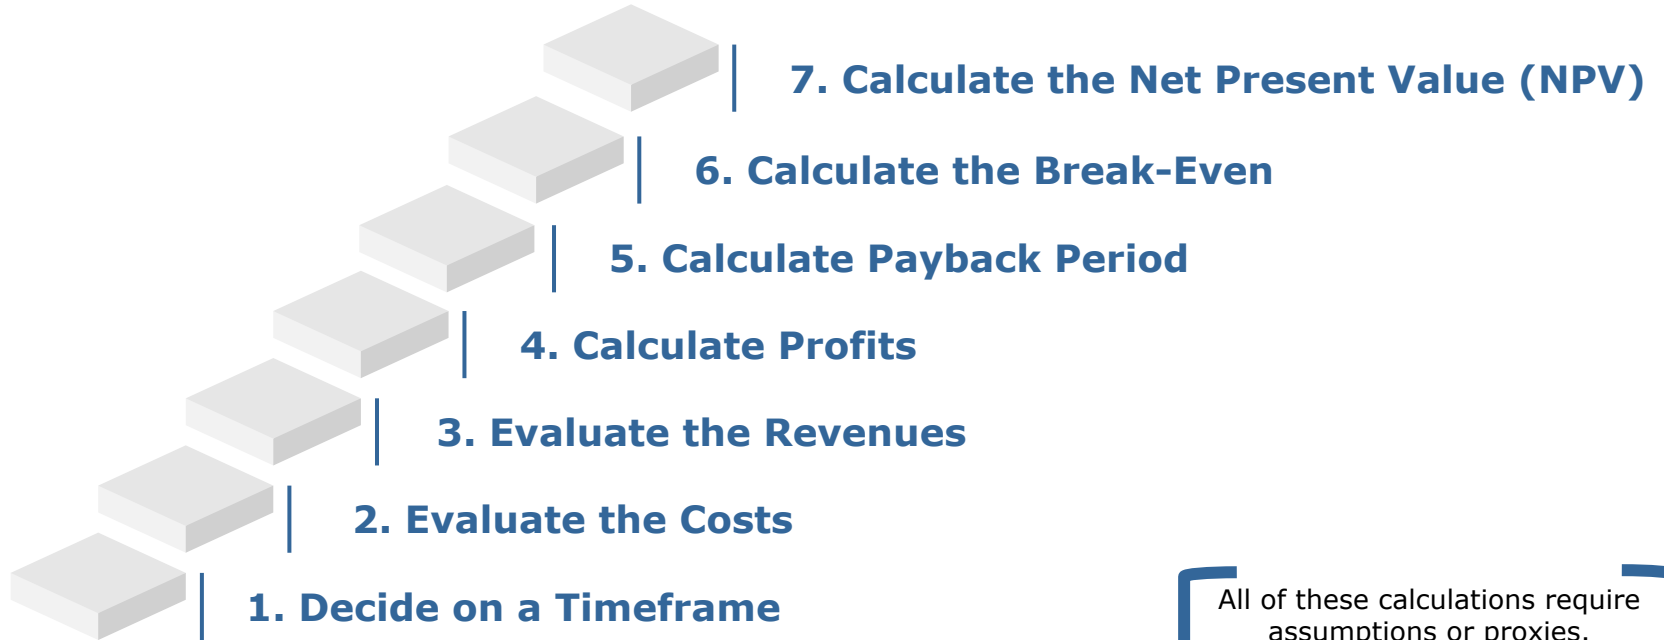 7. Calculate the Net Present Value (NPV)
6. Calculate the Break-Even
5. Calculate Payback Period
4. Calculate Profits
3. Evaluate the Revenues
2. Evaluate the Costs
1. Decide on a Timeframe
All of these calculations require
assumptions or proxies.